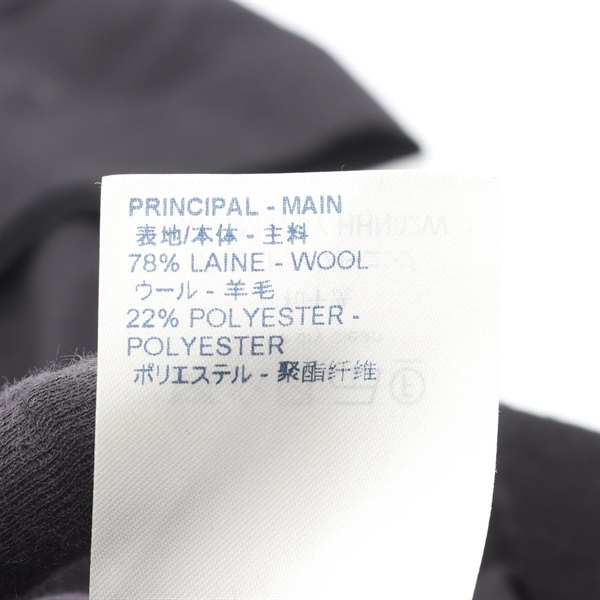 PRINCIPAL - MAIN
表地/本体 - 主料
78% LAINE - WOOL
ウール - 羊毛
22% POLYESTER -
POLYESTER
ポリエステル - 聚酯纤维